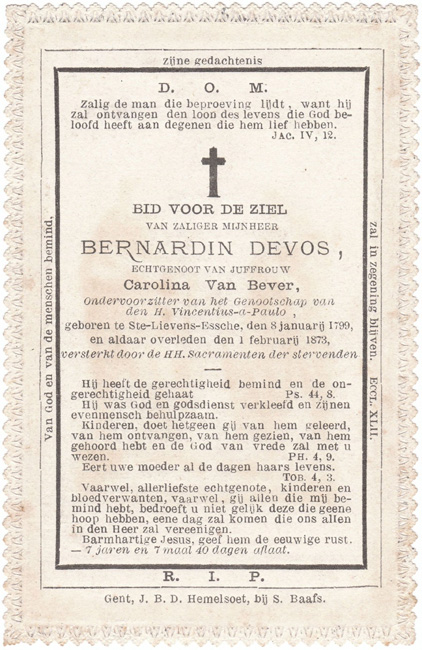 zijne gedachtenis
D. O. M.
Zalig de man die beproeving lijdt, want hij
zal ontvangen den loon des levens die God be-
loofd heeft aan degenen die hem lief hebben.
Jac. IV, 12.
BID VOOR DE ZIEL
VAN ZALIGER MIJNHEER
BERNARDIN DEVOS,
ECHTGENOOT VAN JUFFROUW
Carolina Van Bever,
Ondervoorzitter van het Genootschap van
den H. Vincentius-a-Paulo,
geboren te Ste-Lievens-Essche, den 8 januarij 1799,
en aldaar overleden den 1 februarij 1873,
versterkt door de HH. Sacramenten der stervenden
Hij heeft de gerechtigheid bemind en de on-
gerechtigheid gehaat Ps. 44, 8.
Hij was God en godsdienst verkleefd en zijnen
evenmensch behulpzaam.
Kinderen, doet hetgeen gij van hem geleerd,
van hem ontvangen, van hem gezien, van hem
gehoord hebt en de God van vrede zal met u
wezen. PH. 4, 9.
Eert uwe moeder al de dagen haars levens.
TOB. 4, 3.
Vaarwel, allerliefste echtgenote, kinderen en
bloedverwanten, vaarwel, gij allen die mij be-
mind hebt, bedroeft u niet gelijk deze die geene
hoop hebben, eene dag zal komen die ons allen
in den Heer zal vereenigen.
Barmhartige Jesus, geef hem de eeuwige rust.
— 7 jaren en 7 maal 40 dagen aflaat.
R. I. P.
Van God en van de menschen bemind,
zal in zegening blijven. ECCL. XLII.
Gent, J. B. D. Hemelsoet, bij S. Baafs.